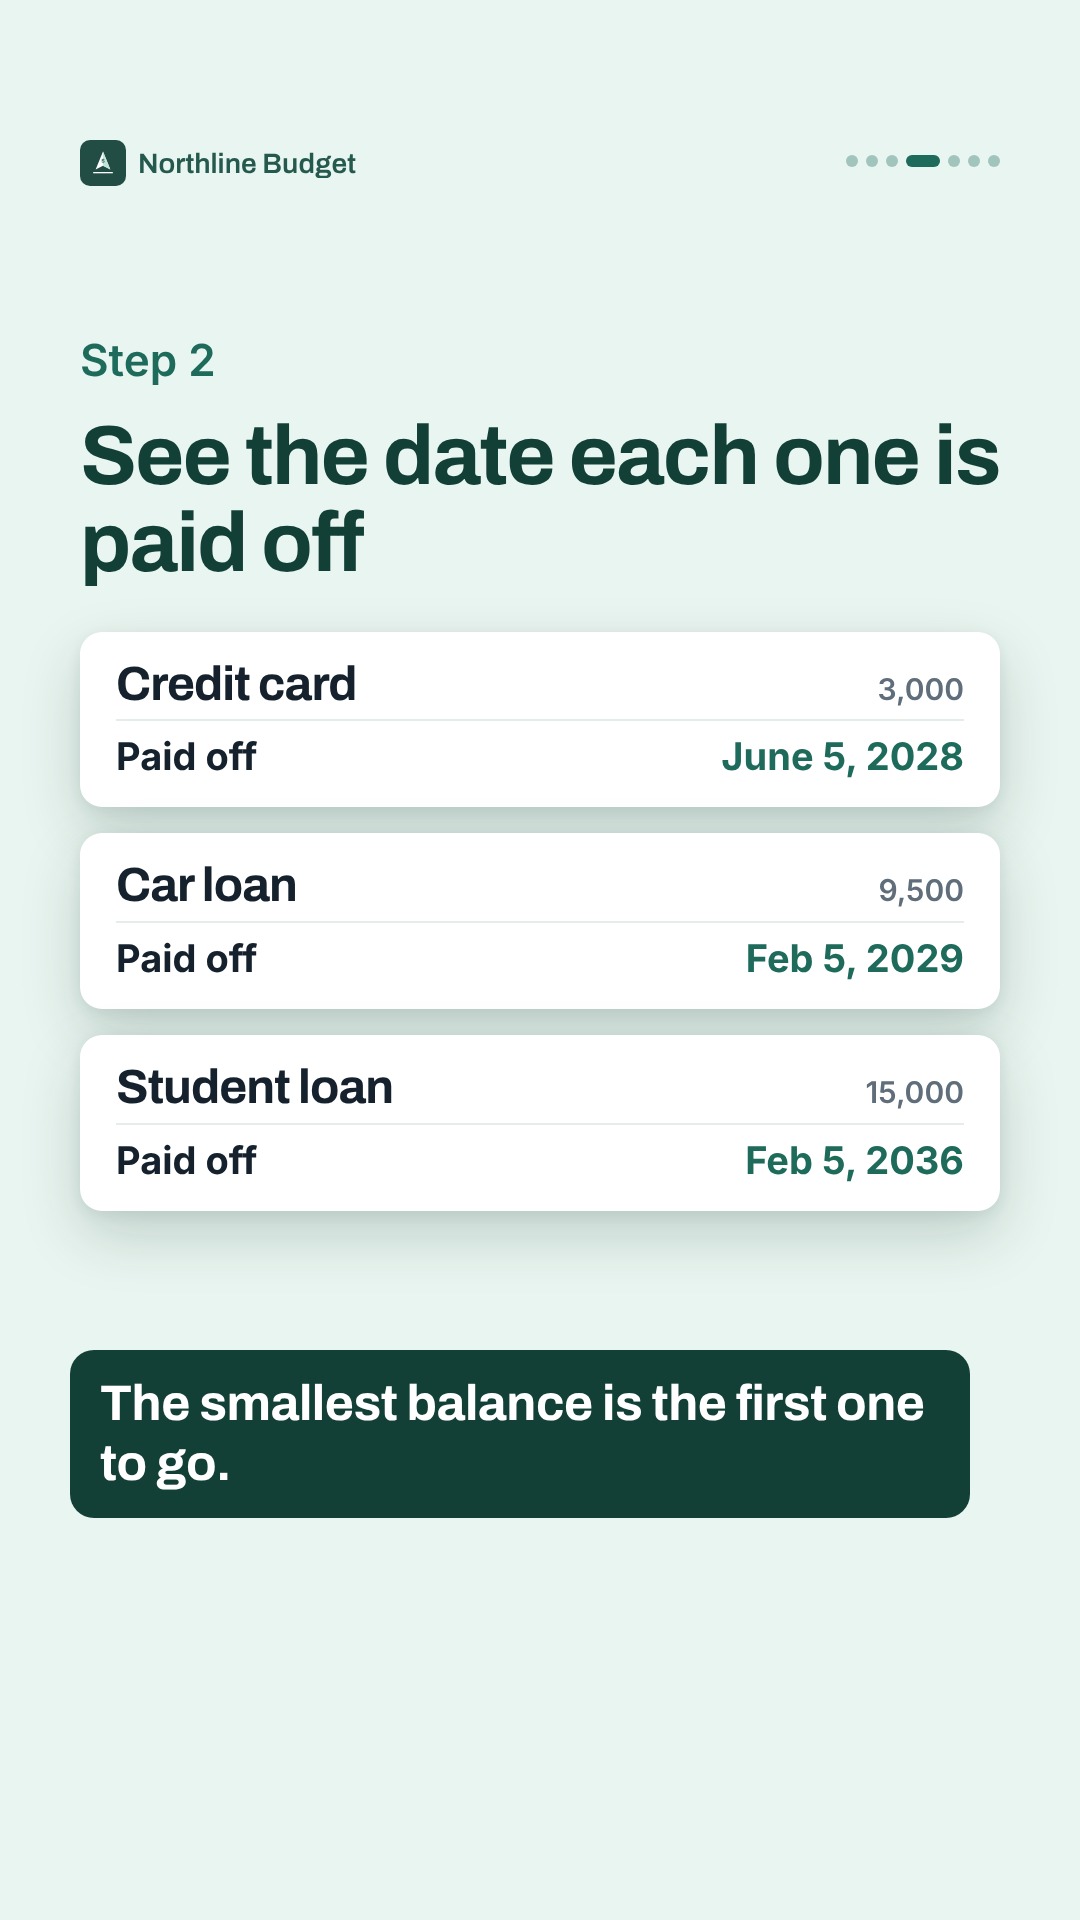 Northline Budget
Step 2
See the date each one is
paid off
Credit card 3,000
Paid off June 5, 2028
Car loan 9,500
Paid off Feb 5, 2029
Student loan 15,000
Paid off Feb 5, 2036
The smallest balance is the first one
to go.